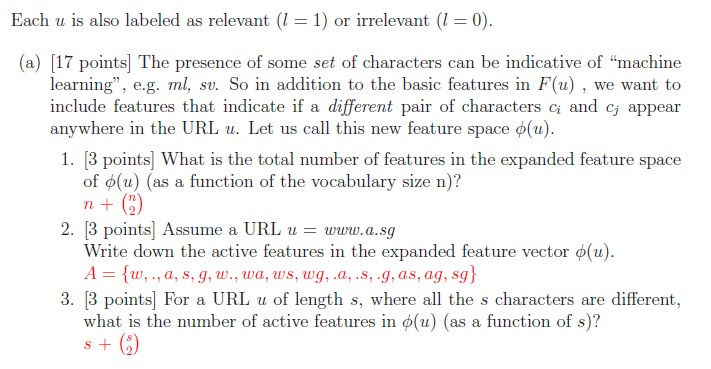 Each u is also labeled as relevant (l = 1) or irrelevant (l = 0).
(a) [17 points] The presence of some set of characters can be indicative of “machine
learning”, e.g. ml, sv. So in addition to the basic features in F(u) , we want to
include features that indicate if a different pair of characters cᵢ and cⱼ appear
anywhere in the URL u. Let us call this new feature space ϕ(u).
1. [3 points] What is the total number of features in the expanded feature space
of ϕ(u) (as a function of the vocabulary size n)?
n + (n 2)
2. [3 points] Assume a URL u = www.a.sg
Write down the active features in the expanded feature vector ϕ(u).
A = {w, ., a, s, g, w., wa, ws, wg, .a, .s, .g, as, ag, sg}
3. [3 points] For a URL u of length s, where all the s characters are different,
what is the number of active features in ϕ(u) (as a function of s)?
s + (s 2)